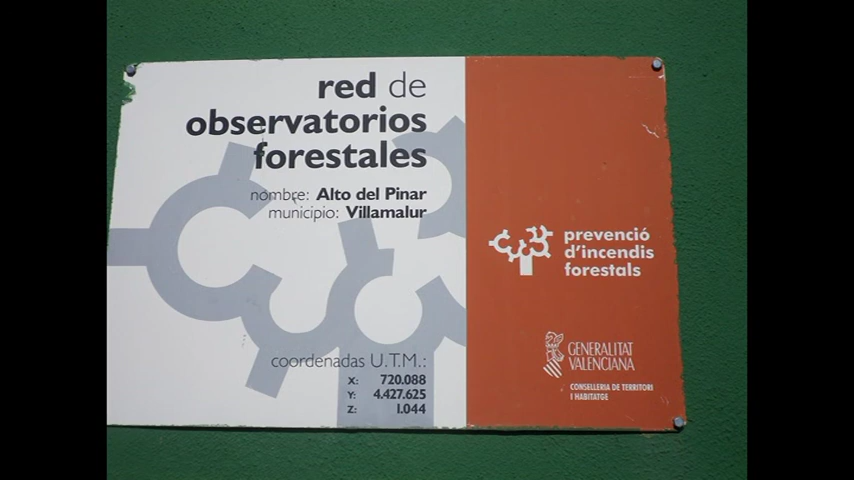 red de
observatorios
forestales
nombre: Alto del Pinar
municipio: Villamalur
coordenadas U.T.M.:
X: 720.088
Y: 4.427.625
Z: 1.044
prevenció
d'incendis
forestals
GENERALITAT
VALENCIANA
CONSELLERIA DE TERRITORI
I HABITATGE